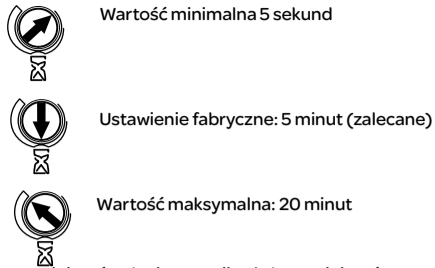 Wartość minimalna 5 sekund
Ustawienie fabryczne: 5 minut (zalecane)
Wartość maksymalna: 20 minut